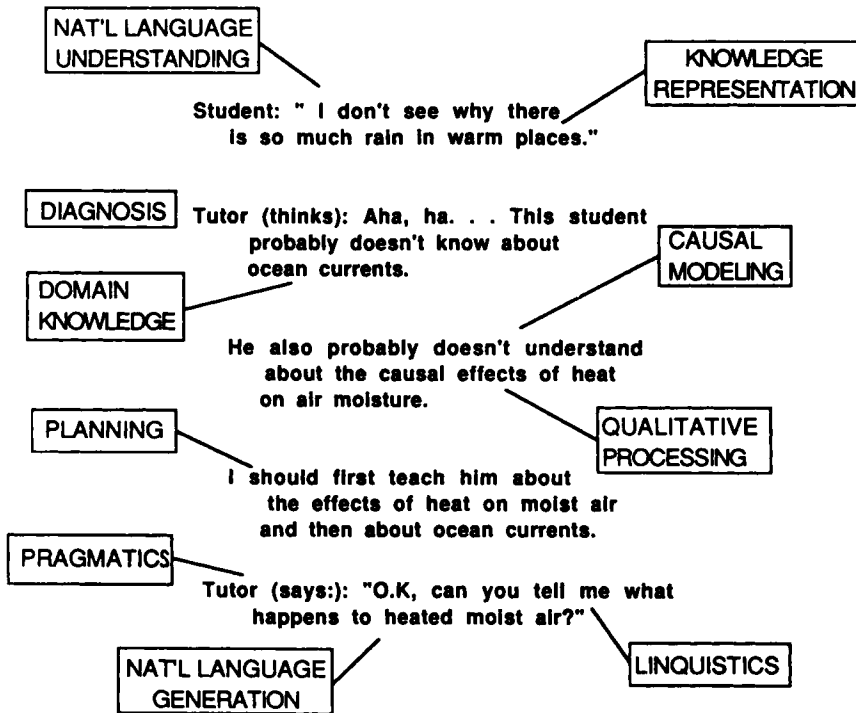 NAT'L LANGUAGE
UNDERSTANDING
KNOWLEDGE
REPRESENTATION
Student: " I don't see why there
is so much rain in warm places."
DIAGNOSIS
Tutor (thinks): Aha, ha. . . This student
probably doesn't know about
ocean currents.
CAUSAL
MODELING
DOMAIN
KNOWLEDGE
He also probably doesn't understand
about the causal effects of heat
on air moisture.
PLANNING
QUALITATIVE
PROCESSING
I should first teach him about
the effects of heat on moist air
and then about ocean currents.
PRAGMATICS
Tutor (says:): "O.K, can you tell me what
happens to heated moist air?"
NAT'L LANGUAGE
GENERATION
LINQUISTICS